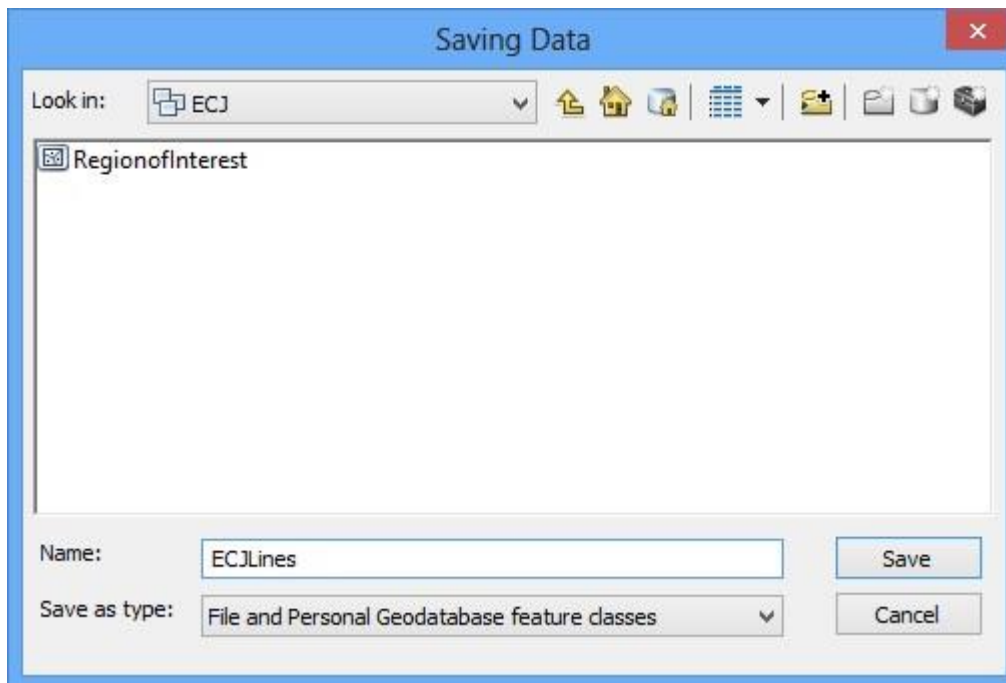 Saving Data
Look in: ECJ
RegionofInterest
Name: ECJLines Save
Save as type: File and Personal Geodatabase feature classes Cancel